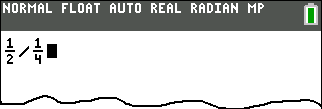 NORMAL FLOAT AUTO REAL RADIAN MP
1/2 / 1/4